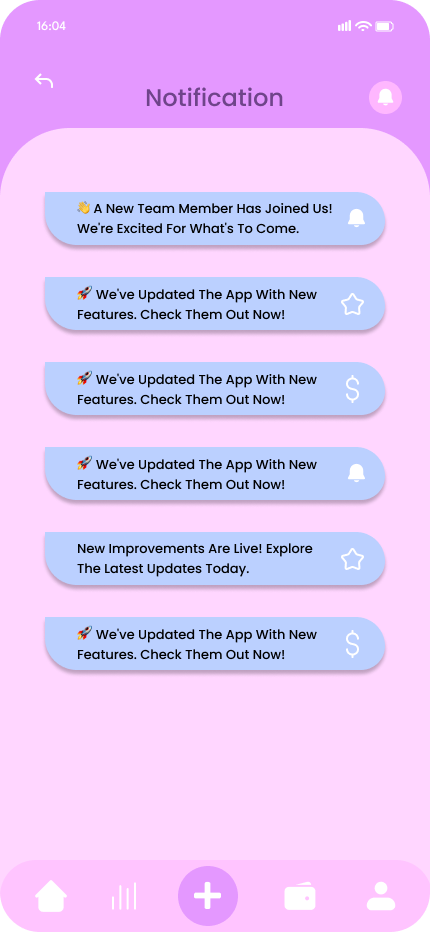 16:04
Notification
👋 A New Team Member Has Joined Us!
We're Excited For What's To Come.
🚀 We've Updated The App With New
Features. Check Them Out Now!
🚀 We've Updated The App With New
Features. Check Them Out Now!
🚀 We've Updated The App With New
Features. Check Them Out Now!
New Improvements Are Live! Explore
The Latest Updates Today.
🚀 We've Updated The App With New
Features. Check Them Out Now!